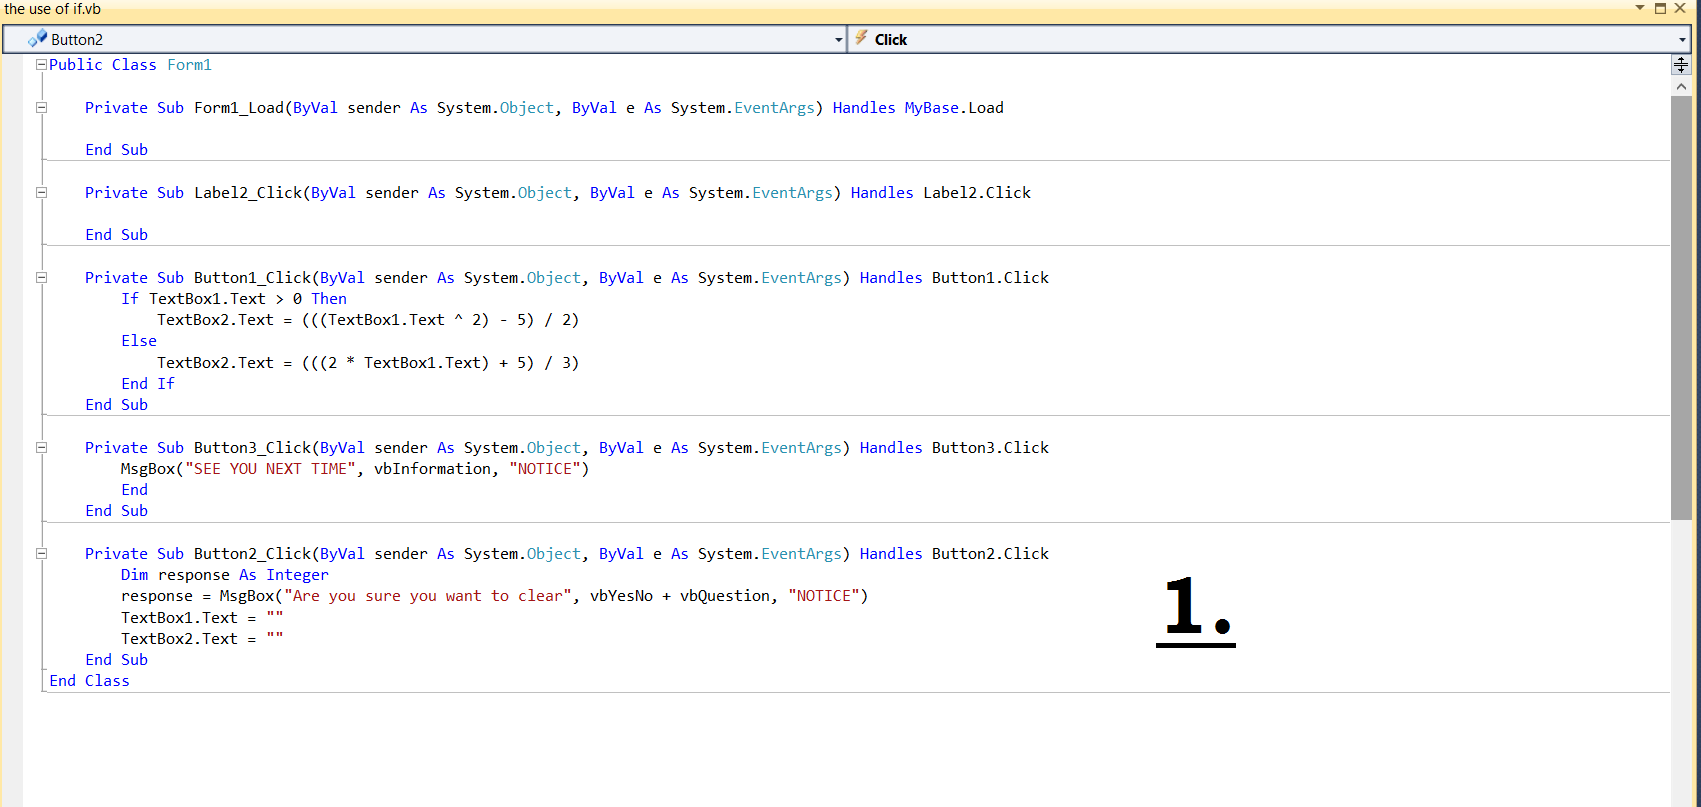 the use of if.vb
Button2 Click
Public Class Form1
Private Sub Form1_Load(ByVal sender As System.Object, ByVal e As System.EventArgs) Handles MyBase.Load
End Sub
Private Sub Label2_Click(ByVal sender As System.Object, ByVal e As System.EventArgs) Handles Label2.Click
End Sub
Private Sub Button1_Click(ByVal sender As System.Object, ByVal e As System.EventArgs) Handles Button1.Click
If TextBox1.Text > 0 Then
TextBox2.Text = (((TextBox1.Text ^ 2) - 5) / 2)
Else
TextBox2.Text = (((2 * TextBox1.Text) + 5) / 3)
End If
End Sub
Private Sub Button3_Click(ByVal sender As System.Object, ByVal e As System.EventArgs) Handles Button3.Click
MsgBox("SEE YOU NEXT TIME", vbInformation, "NOTICE")
End
End Sub
Private Sub Button2_Click(ByVal sender As System.Object, ByVal e As System.EventArgs) Handles Button2.Click
Dim response As Integer
response = MsgBox("Are you sure you want to clear", vbYesNo + vbQuestion, "NOTICE")
TextBox1.Text = ""
TextBox2.Text = ""
End Sub
End Class
1.